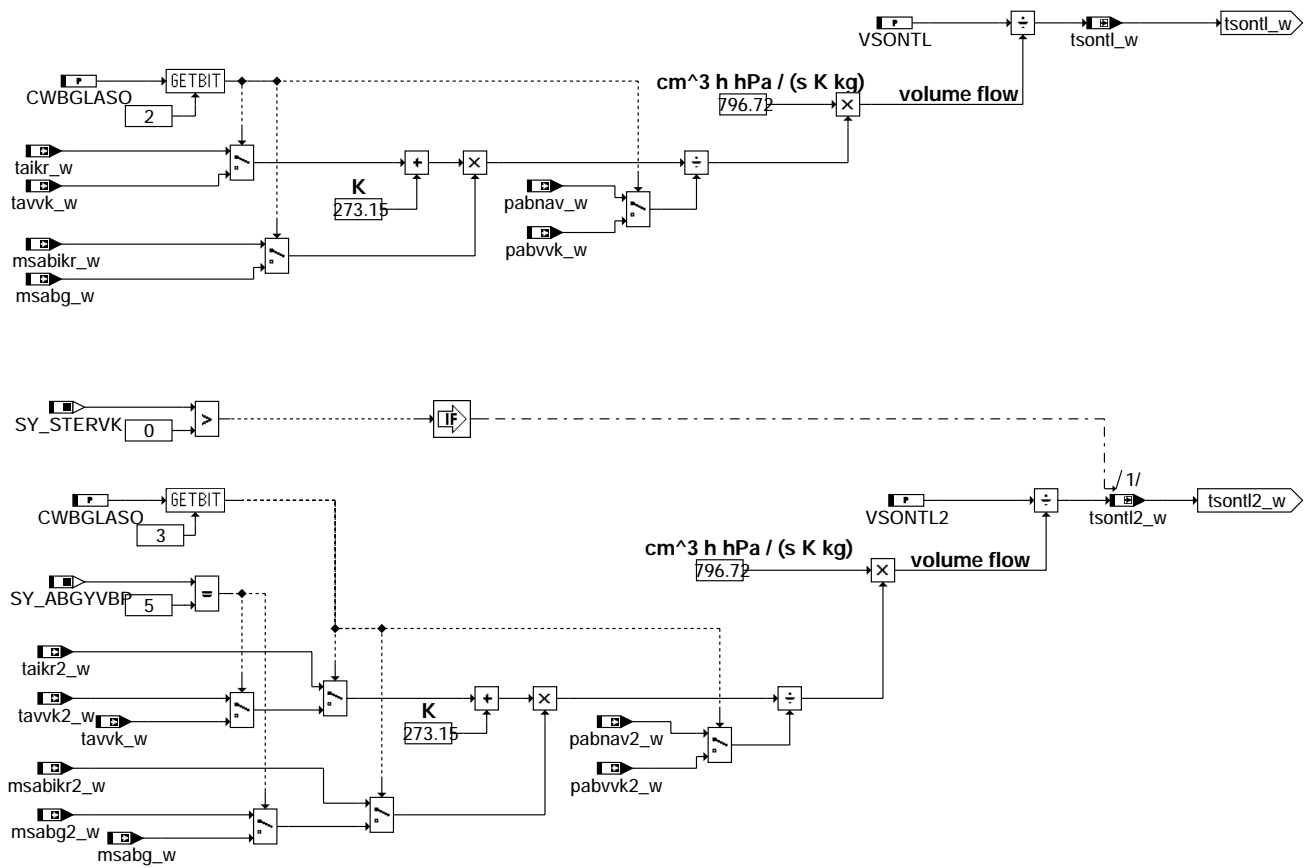 VSONTL
tsontl_w
tsontl_w
P
P
GETBIT
CWBGLASO
2
cm^3 h hPa / (s K kg)
796.72
volume flow
taikr_w
tavvk_w
K
273.15
pabnav_w
pabvvk_w
msabikr_w
msabg_w
SY_STERVK
0
>
IF
/1/
P
GETBIT
CWBGLASO
3
P
VSONTL2
tsontl2_w
tsontl2_w
cm^3 h hPa / (s K kg)
796.72
volume flow
SY_ABGYVBP
5
=
taikr2_w
tavvk2_w
tavvk_w
K
273.15
pabnav2_w
pabvvk2_w
msabikr2_w
msabg2_w
msabg_w